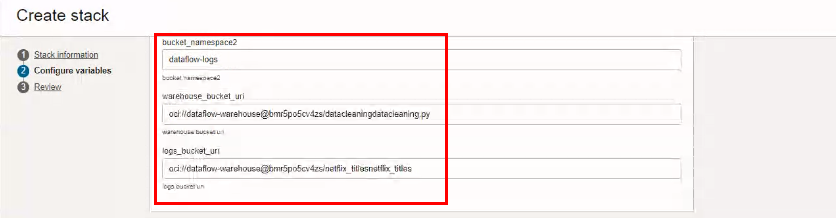 Create stack
1 Stack information
2 Configure variables
3 Review
bucket_namespace2
dataflow-logs
bucket namespace2
warehouse_bucket_uri
oci://dataflow-warehouse@bmr5po5cv4zs/datacleaningdatacleaning.py
warehouse bucket uri
logs_bucket_uri
oci://dataflow-warehouse@bmr5po5cv4zs/netflix_titlesnetflix_titles
logs bucket uri